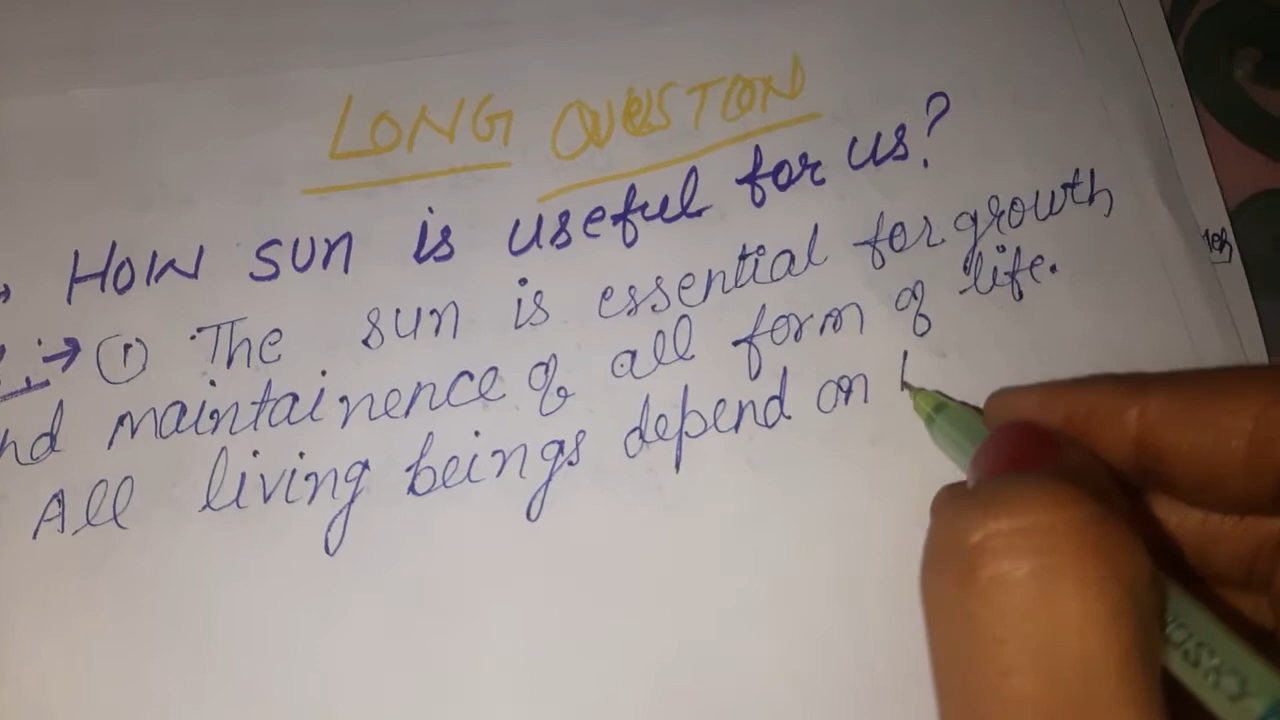 LONG QUESTION
HOW SUN is useful for us?
① The sun is essential for growth
nd maintainence of all form of life.
All living beings depend on